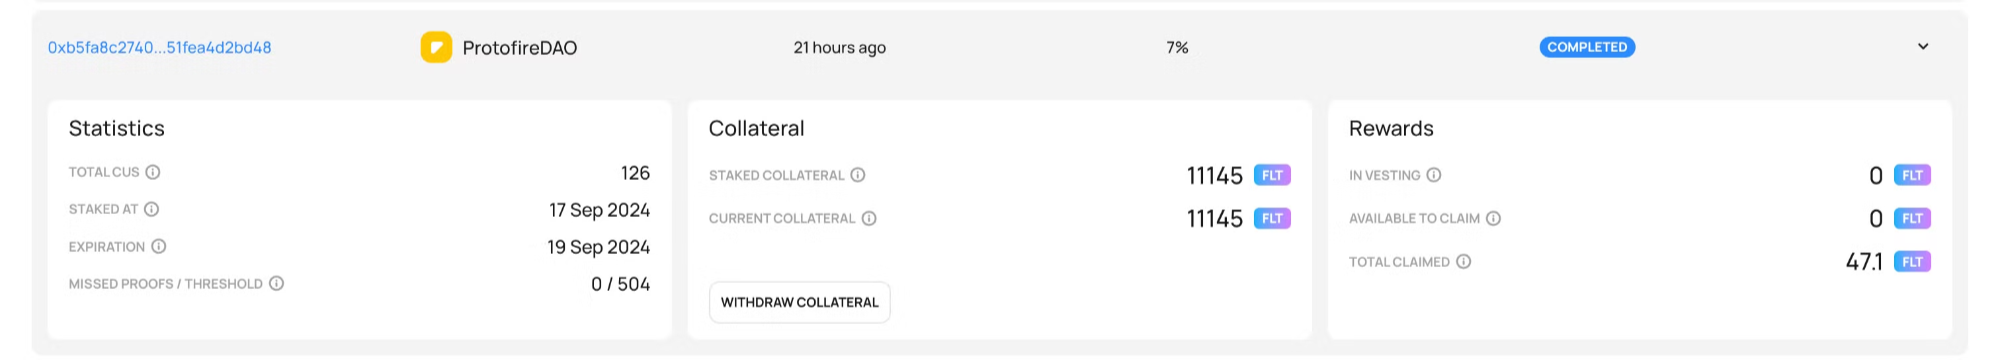 0xb5fa8c2740...51fea4d2bd48 ProtofireDAO 21 hours ago 7% COMPLETED
Statistics
TOTAL CUS 126
STAKED AT 17 Sep 2024
EXPIRATION 19 Sep 2024
MISSED PROOFS / THRESHOLD 0 / 504
Collateral
STAKED COLLATERAL 11145 FLT
CURRENT COLLATERAL 11145 FLT
WITHDRAW COLLATERAL
Rewards
IN VESTING 0 FLT
AVAILABLE TO CLAIM 0 FLT
TOTAL CLAIMED 47.1 FLT